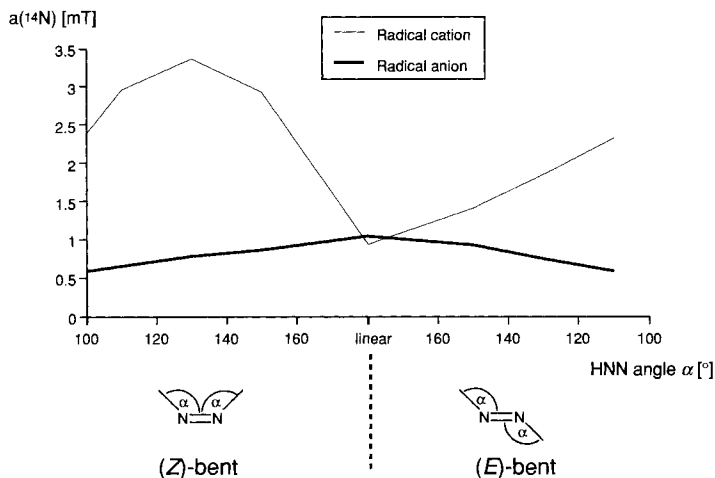 a(¹⁴N) [mT]
Radical cation
Radical anion
3.5
3
2.5
2
1.5
1
0.5
0
100 120 140 160 linear 160 140 120 100
HNN angle α [°]
α α
N=N
(Z)-bent
α
N=N
α
(E)-bent